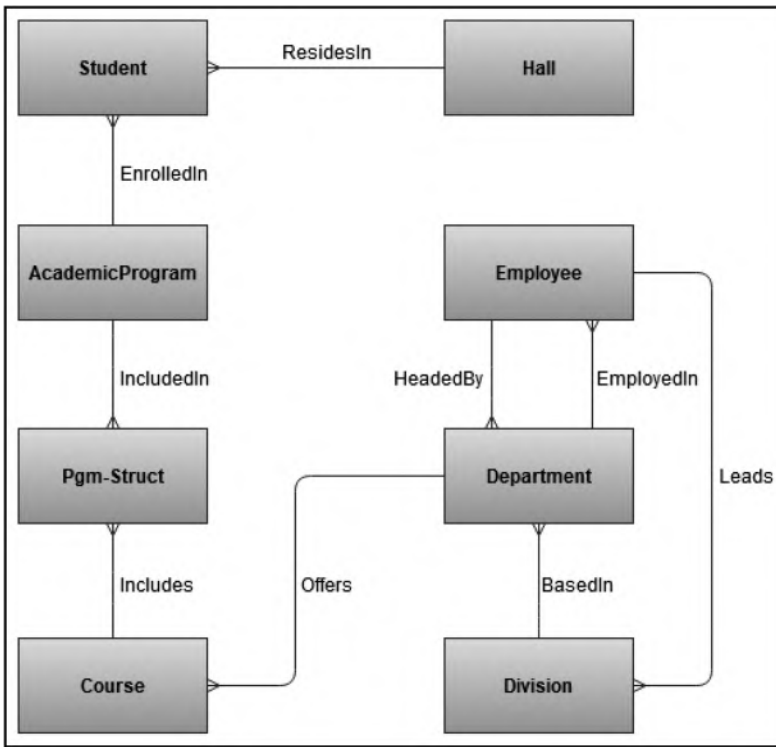 Student
ResidesIn
Hall
EnrolledIn
AcademicProgram
Employee
IncludedIn
HeadedBy
EmployedIn
Pgm-Struct
Department
Leads
Includes
Offers
BasedIn
Course
Division